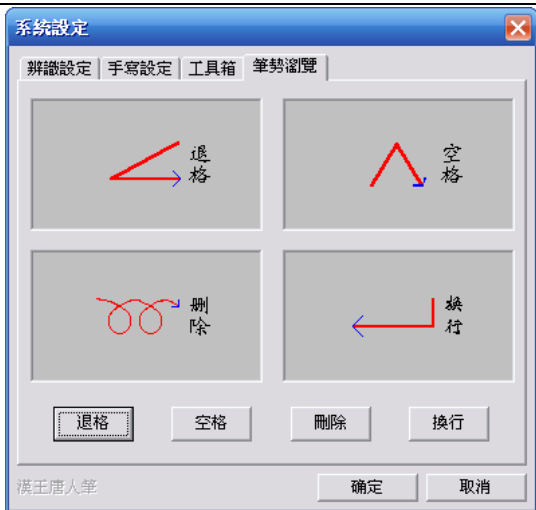 系統設定
辨識設定 手寫設定 工具箱 筆勢瀏覽
退格
空格
刪除
換行
退格 空格 刪除 換行
漢王唐人筆 确定 取消